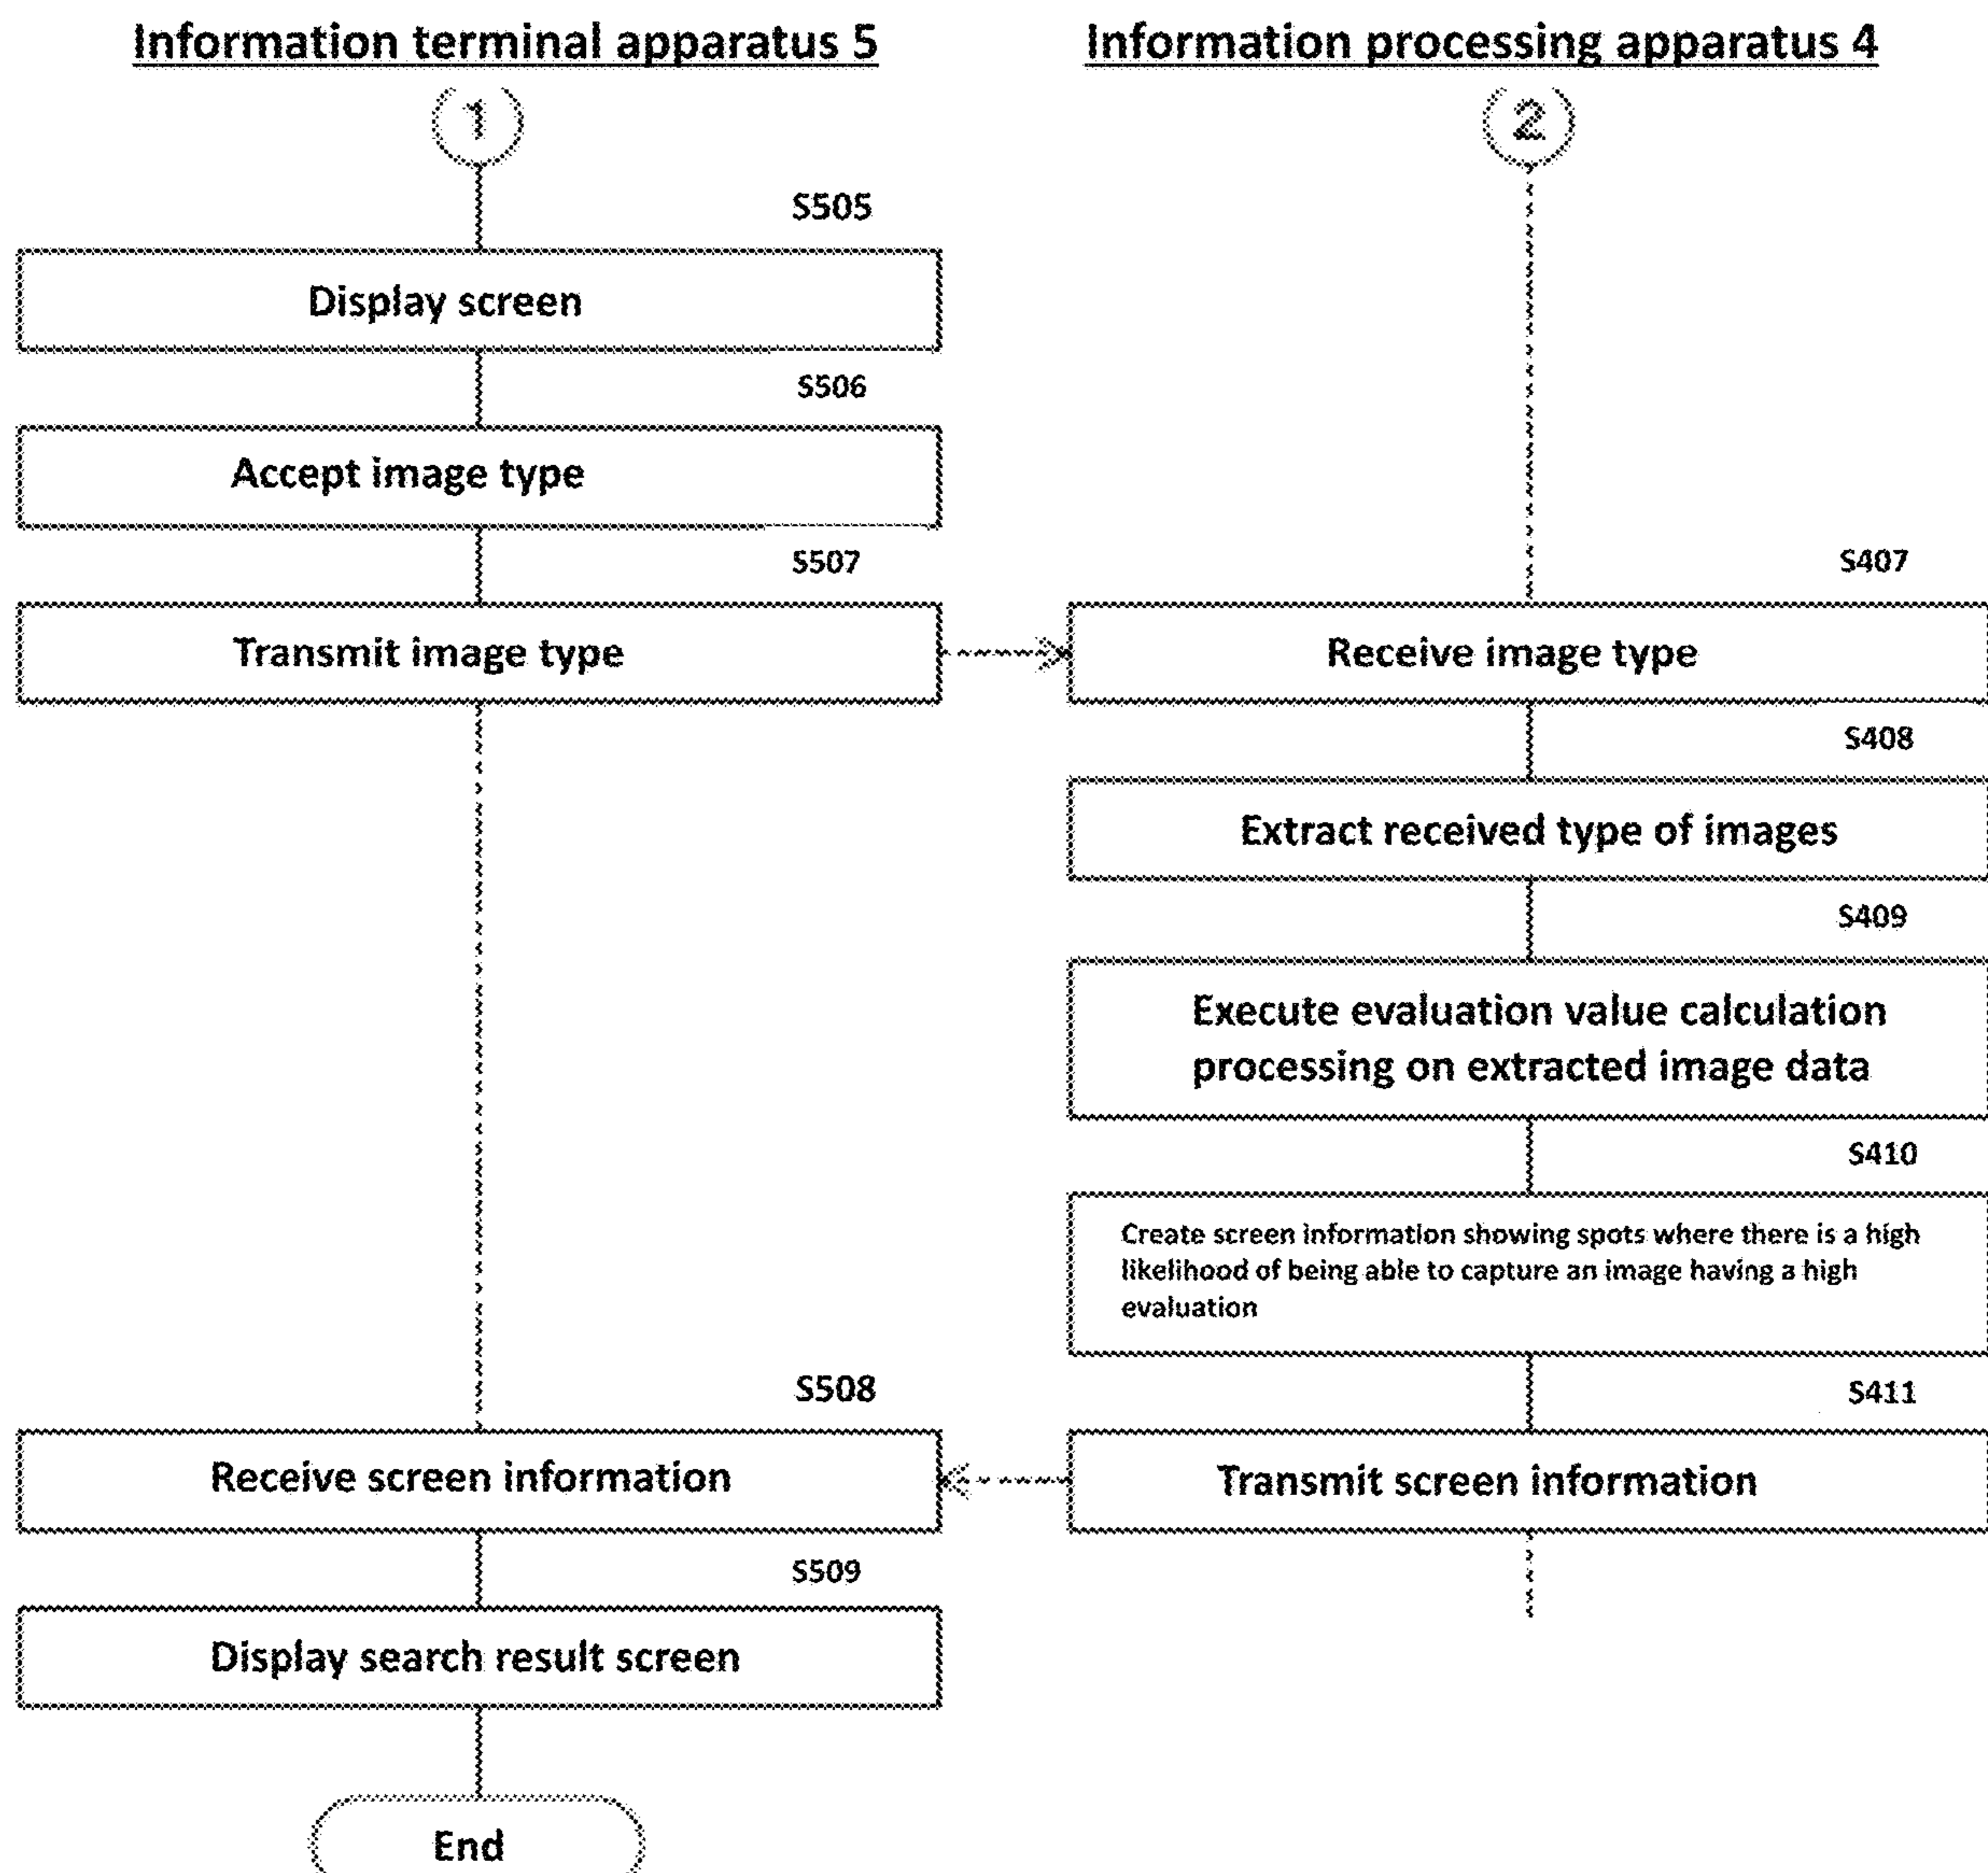 Information terminal apparatus 5
Information processing apparatus 4
1
2
S505
Display screen
S506
Accept image type
S507
Transmit image type
S407
Receive image type
S408
Extract received type of images
S409
Execute evaluation value calculation
processing on extracted image data
S410
Create screen information showing spots where there is a high
likelihood of being able to capture an image having a high
evaluation
S411
Transmit screen information
S508
Receive screen information
S509
Display search result screen
End